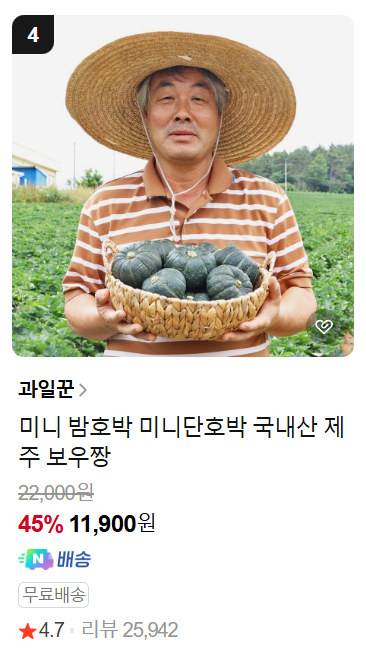 4
과일꾼
미니 밤호박 미니단호박 국내산 제
주 보우짱
22,000원
45% 11,900원
N 배송
무료배송
4.7 리뷰 25,942